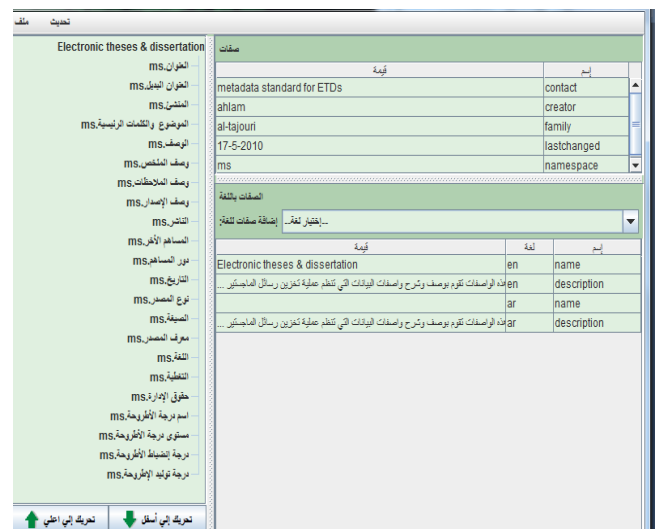 ملف تحديث
Electronic theses & dissertation
ms.العنوان
ms.العنوان البديل
ms.المنشئ
ms.الموضوع والكلمات الرئيسية
ms.الوصف
ms.وصف الملخص
ms.وصف الملاحظات
ms.وصف الإصدار
ms.الناشر
ms.المساهم الأخر
ms.دور المساهم
ms.التاريخ
ms.نوع المصدر
ms.الصيغة
ms.معرف المصدر
ms.اللغة
ms.التغطية
ms.حقوق الإدارة
ms.اسم درجة الأطروحة
ms.مستوى درجة الأطروحة
ms.درجة إنضباط الأطروحة
ms.درجة توليد الإطروحة
تحريك إلي اعلي تحريك إلي أسفل
صفات
قيمة إسم
metadata standard for ETDs contact
ahlam creator
al-tajouri family
17-5-2010 lastchanged
ms namespace
الصفات باللغة
إضافة صفات للغة: ...إختيار لغة...
قيمة لغة إسم
Electronic theses & dissertation en name
هذه الواصفات تقوم بوصف وشرح واصفات البيانات التي تنظم عملية تخزين رسائل الماجستير ... en description
ar name
هذه الواصفات تقوم بوصف وشرح واصفات البيانات التي تنظم عملية تخزين رسائل الماجستير ... ar description